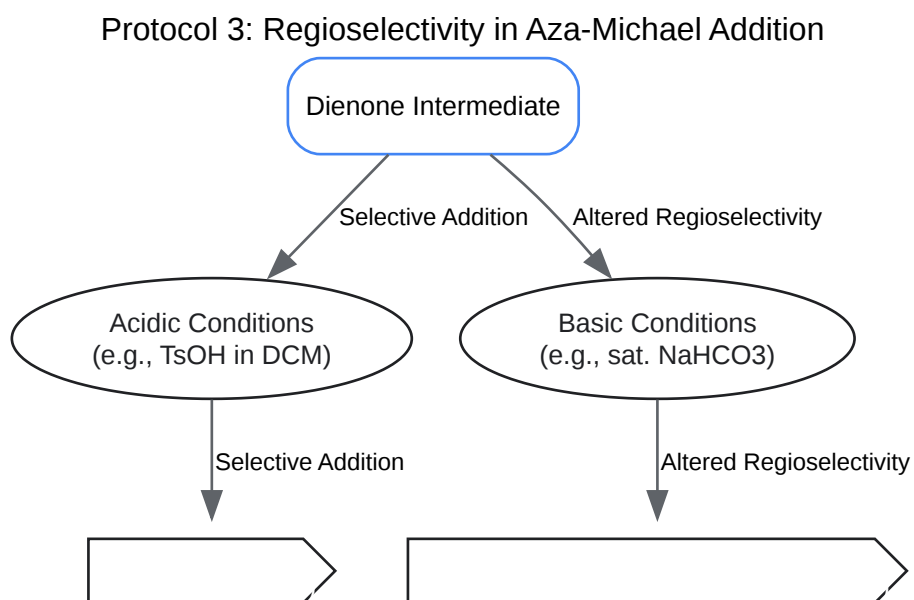 Protocol 3: Regioselectivity in Aza-Michael Addition
Dienone Intermediate
Selective Addition
Altered Regioselectivity
Acidic Conditions
(e.g., TsOH in DCM)
Basic Conditions
(e.g., sat. NaHCO3)
Selective Addition
Altered Regioselectivity